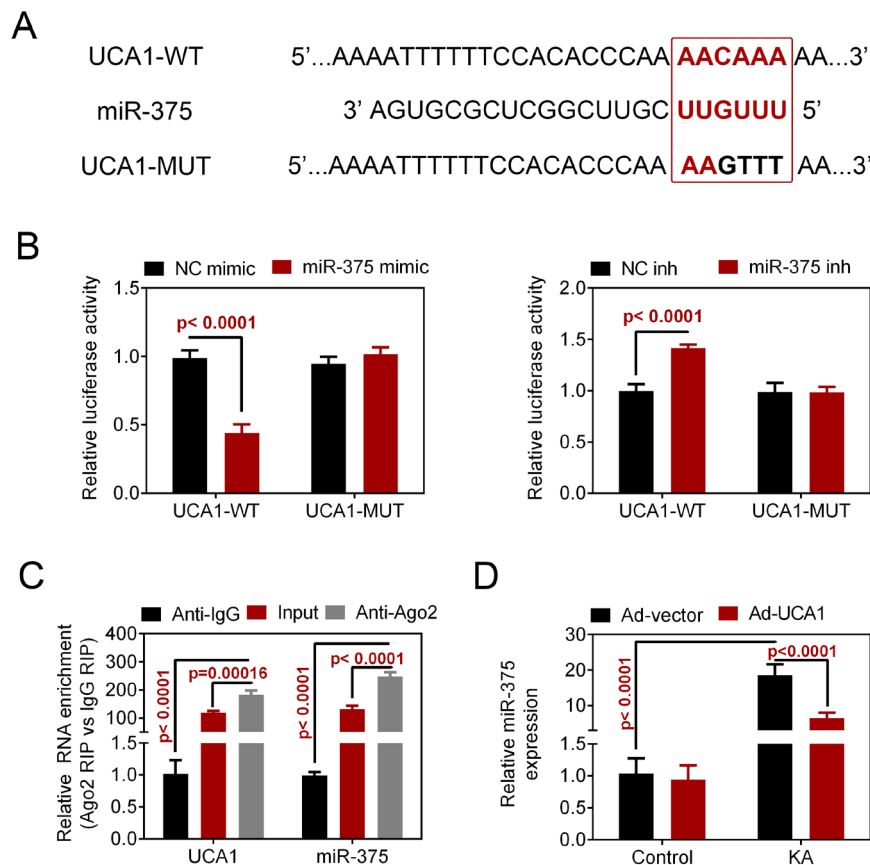 A
UCA1-WT 5’...AAAATTTTTTCCACACCCAA AACAAA AA...3’
miR-375 3’ AGUGCGCUCGGCUUGC UUGUUU 5’
UCA1-MUT 5’...AAAATTTTTTCCACACCCAA AAGTTT AA...3’
B
NC mimic miR-375 mimic
Relative luciferase activity
1.5
1.0
0.5
0.0
p< 0.0001
UCA1-WT UCA1-MUT
NC inh miR-375 inh
Relative luciferase activity
2.0
1.5
1.0
0.5
0.0
p< 0.0001
UCA1-WT UCA1-MUT
C
Anti-IgG Input Anti-Ago2
Relative RNA enrichment
(Ago2 RIP vs IgG RIP)
400
300
200
100
1.5
1.0
0.5
0.0
p< 0.0001
p=0.00016
p< 0.0001
p< 0.0001
UCA1 miR-375
D
Ad-vector Ad-UCA1
Relative miR-375
expression
30
20
10
1.5
1.0
0.5
0.0
p< 0.0001
p<0.0001
Control KA